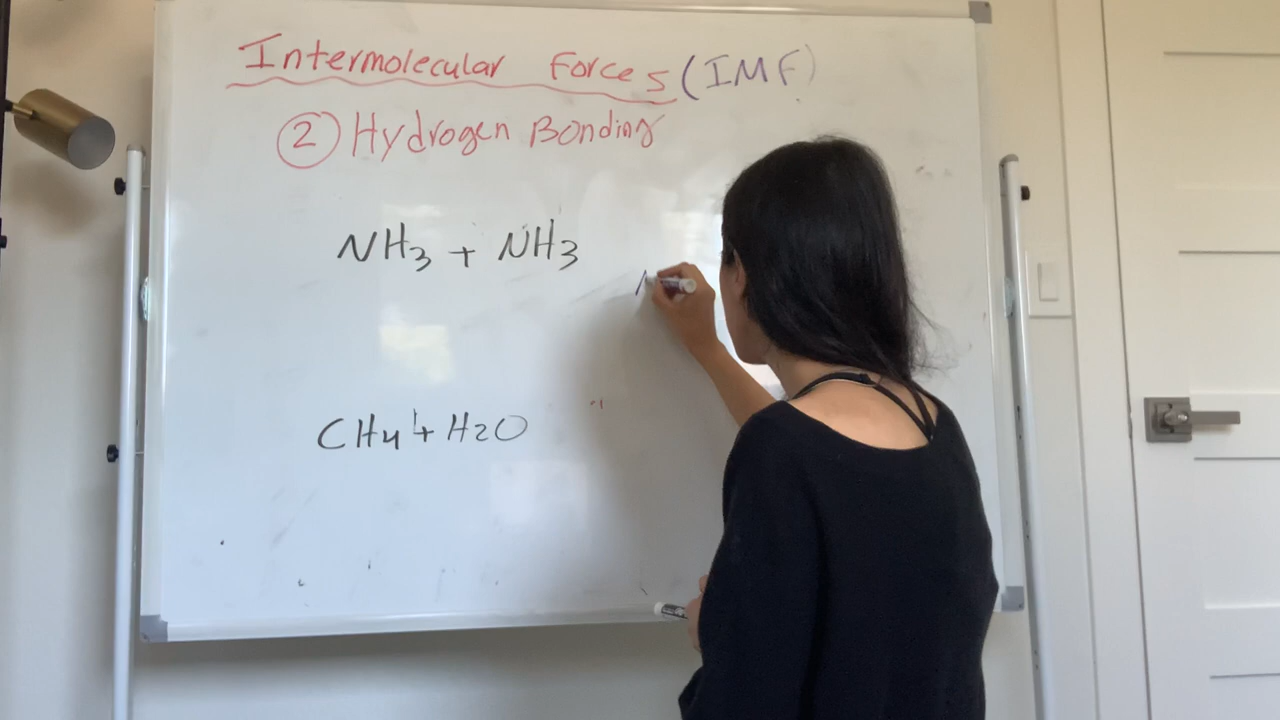 Intermolecular Forces (IMF)
② Hydrogen Bonding
NH3 + NH3
CH4 + H2O